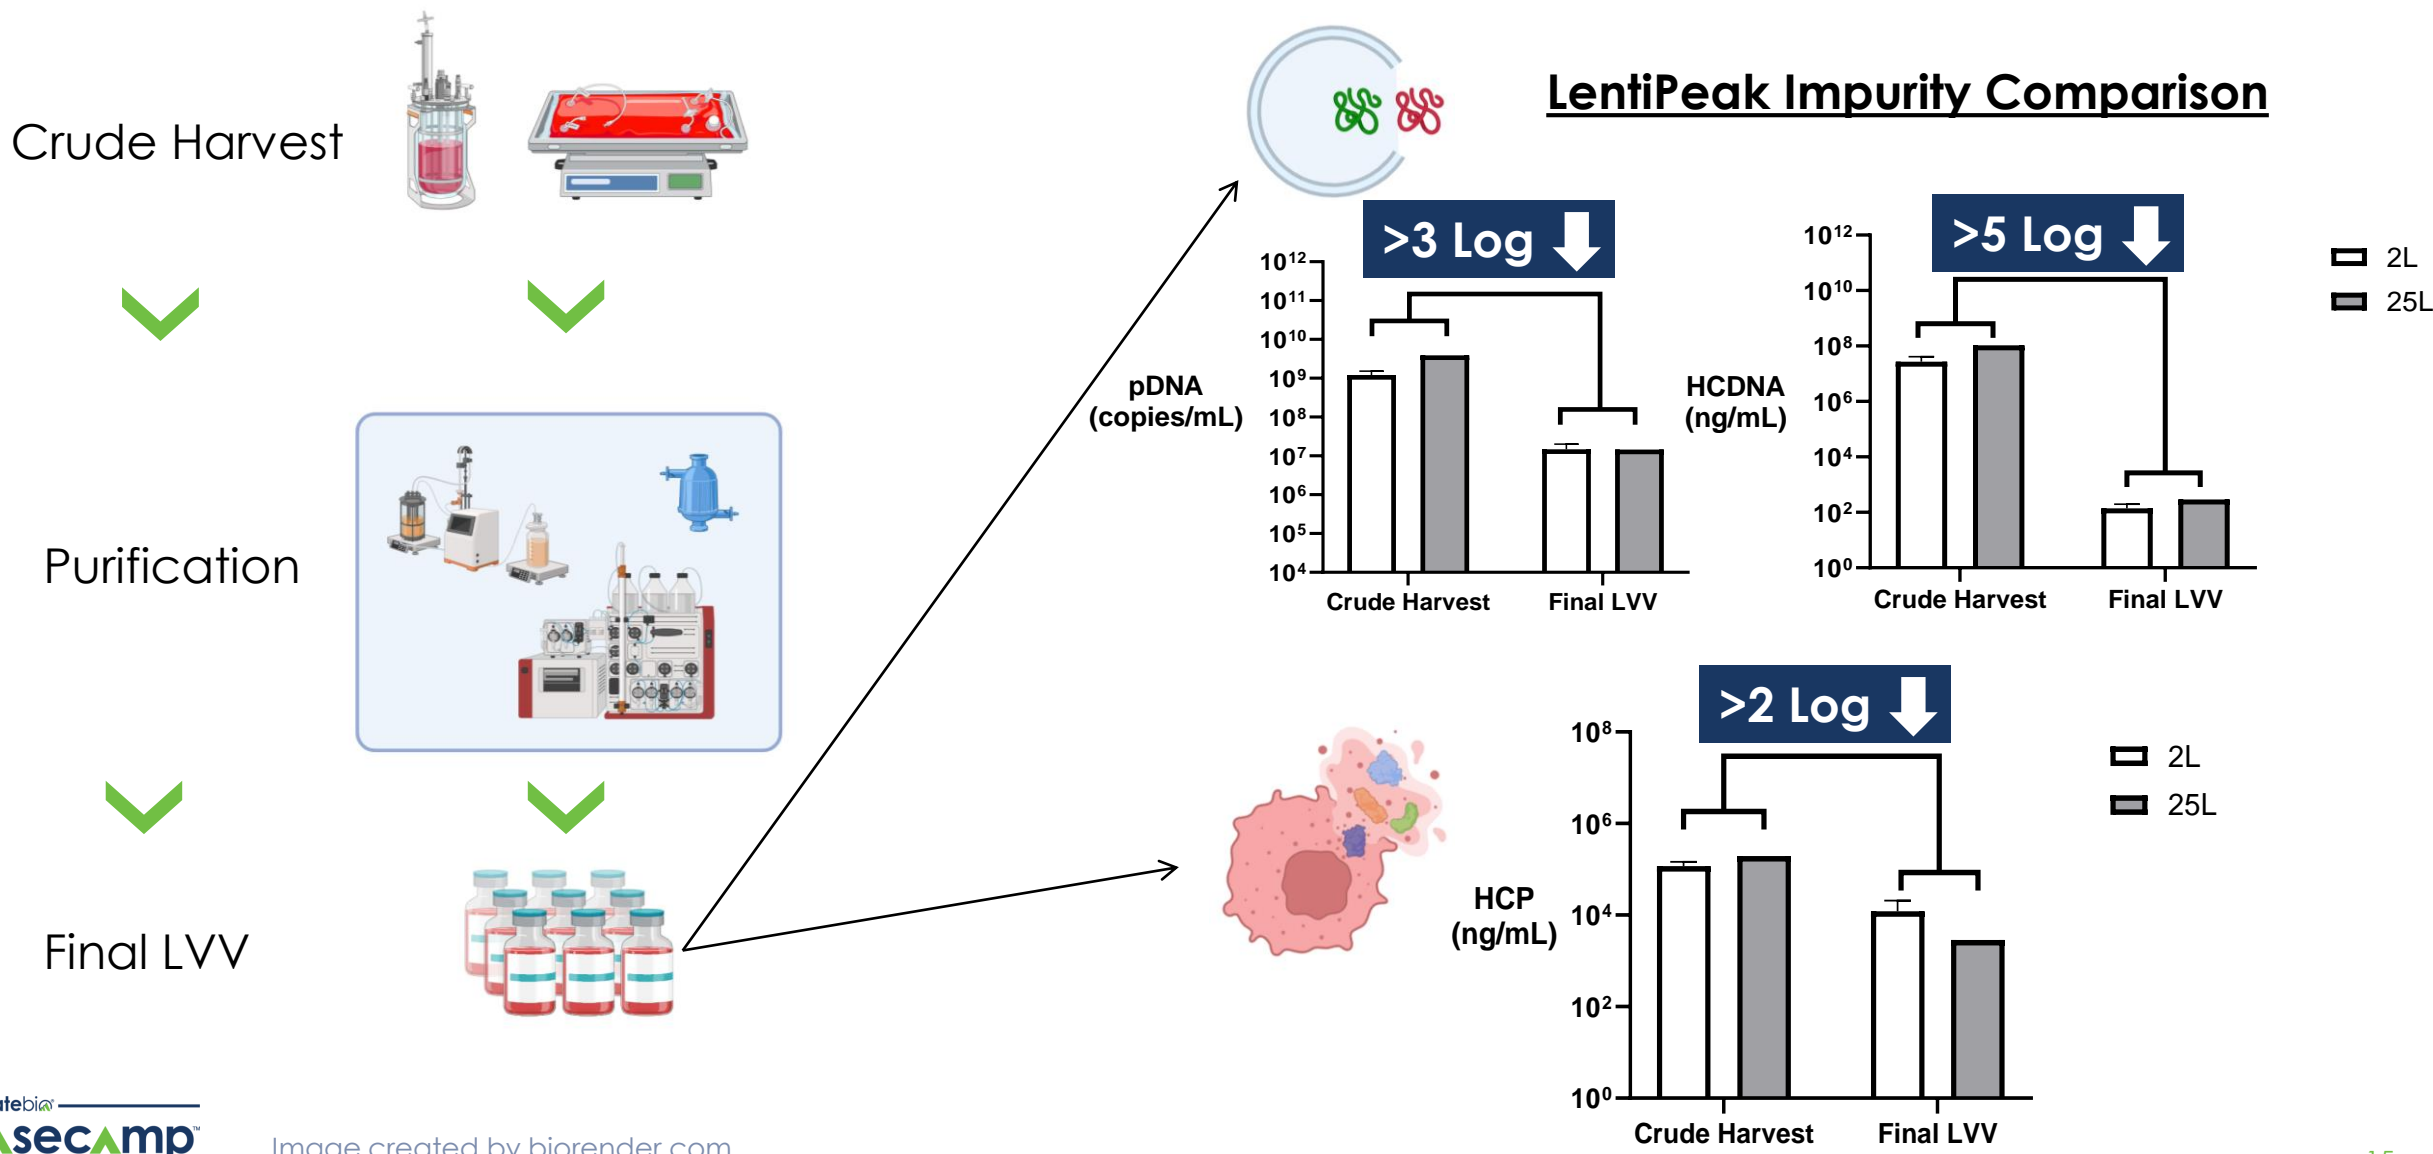 LentiPeak Impurity Comparison
Crude Harvest
Purification
Final LVV
>3 Log
pDNA
(copies/mL)
10¹²
10¹¹
10¹⁰
10⁹
10⁸
10⁷
10⁶
10⁵
10⁴
Crude Harvest Final LVV
>5 Log
HCDNA
(ng/mL)
10¹²
10¹⁰
10⁸
10⁶
10⁴
10²
10⁰
Crude Harvest Final LVV
2L
25L
>2 Log
HCP
(ng/mL)
10⁸
10⁶
10⁴
10²
10⁰
Crude Harvest Final LVV
2L
25L
Image created by biorender.com
15